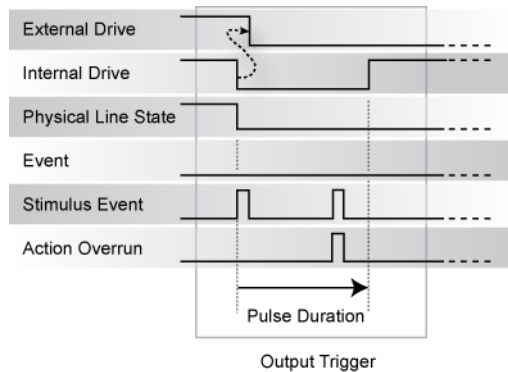 External Drive
Internal Drive
Physical Line State
Event
Stimulus Event
Action Overrun
Pulse Duration
Output Trigger